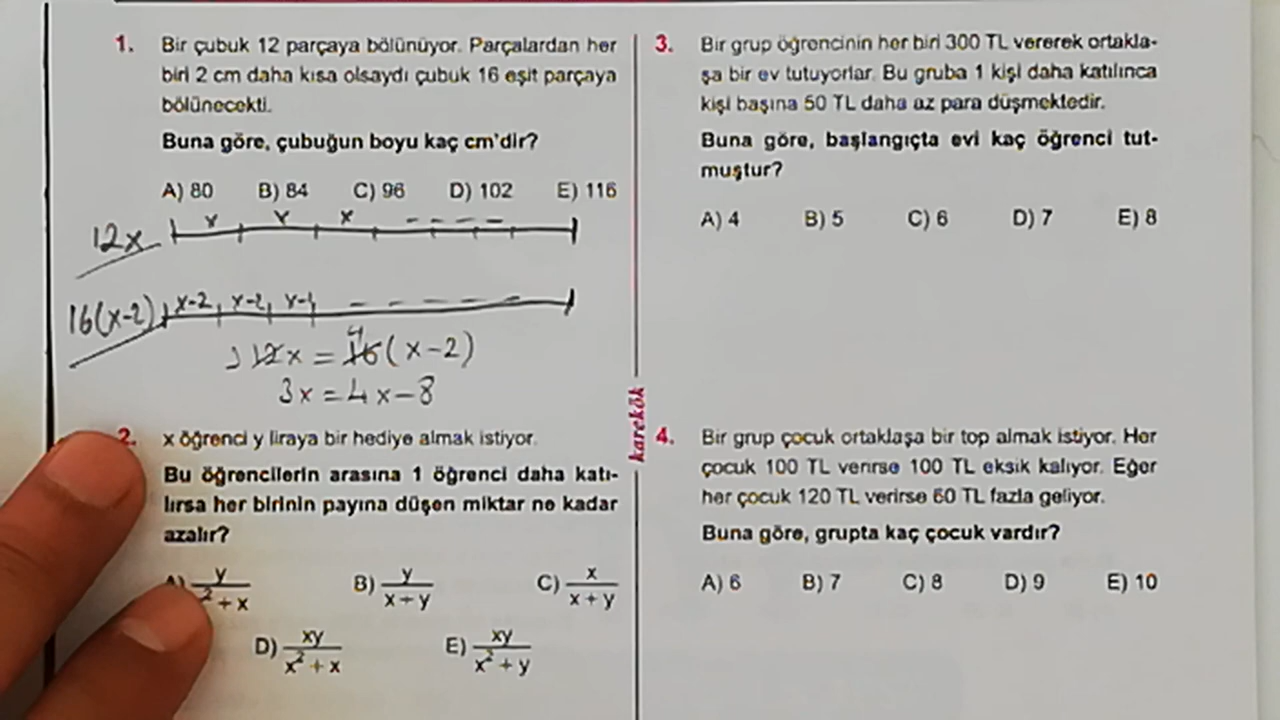 1. Bir çubuk 12 parçaya bölünüyor. Parçalardan her
biri 2 cm daha kısa olsaydı çubuk 16 eşit parçaya
bölünecekti.
Buna göre, çubuğun boyu kaç cm'dir?
A) 80 B) 84 C) 96 D) 102 E) 116
x x x
12x
16(x-2) x-2 x-2
12x = 16(x-2)
3x = 4x-8
2. x öğrenci y liraya bir hediye almak istiyor.
Bu öğrencilerin arasına 1 öğrenci daha katı-
lırsa her birinin payına düşen miktar ne kadar
azalır?
A) y B) y C) x
+ x x + y x + y
D) xy E) xy
x² + x x² + y
karekök
3. Bir grup öğrencinin her biri 300 TL vererek ortakla-
şa bir ev tutuyorlar. Bu gruba 1 kişi daha katılınca
kişi başına 50 TL daha az para düşmektedir.
Buna göre, başlangıçta evi kaç öğrenci tut-
muştur?
A) 4 B) 5 C) 6 D) 7 E) 8
4. Bir grup çocuk ortaklaşa bir top almak istiyor. Her
çocuk 100 TL verirse 100 TL eksik kalıyor. Eğer
her çocuk 120 TL verirse 60 TL fazla geliyor.
Buna göre, grupta kaç çocuk vardır?
A) 6 B) 7 C) 8 D) 9 E) 10